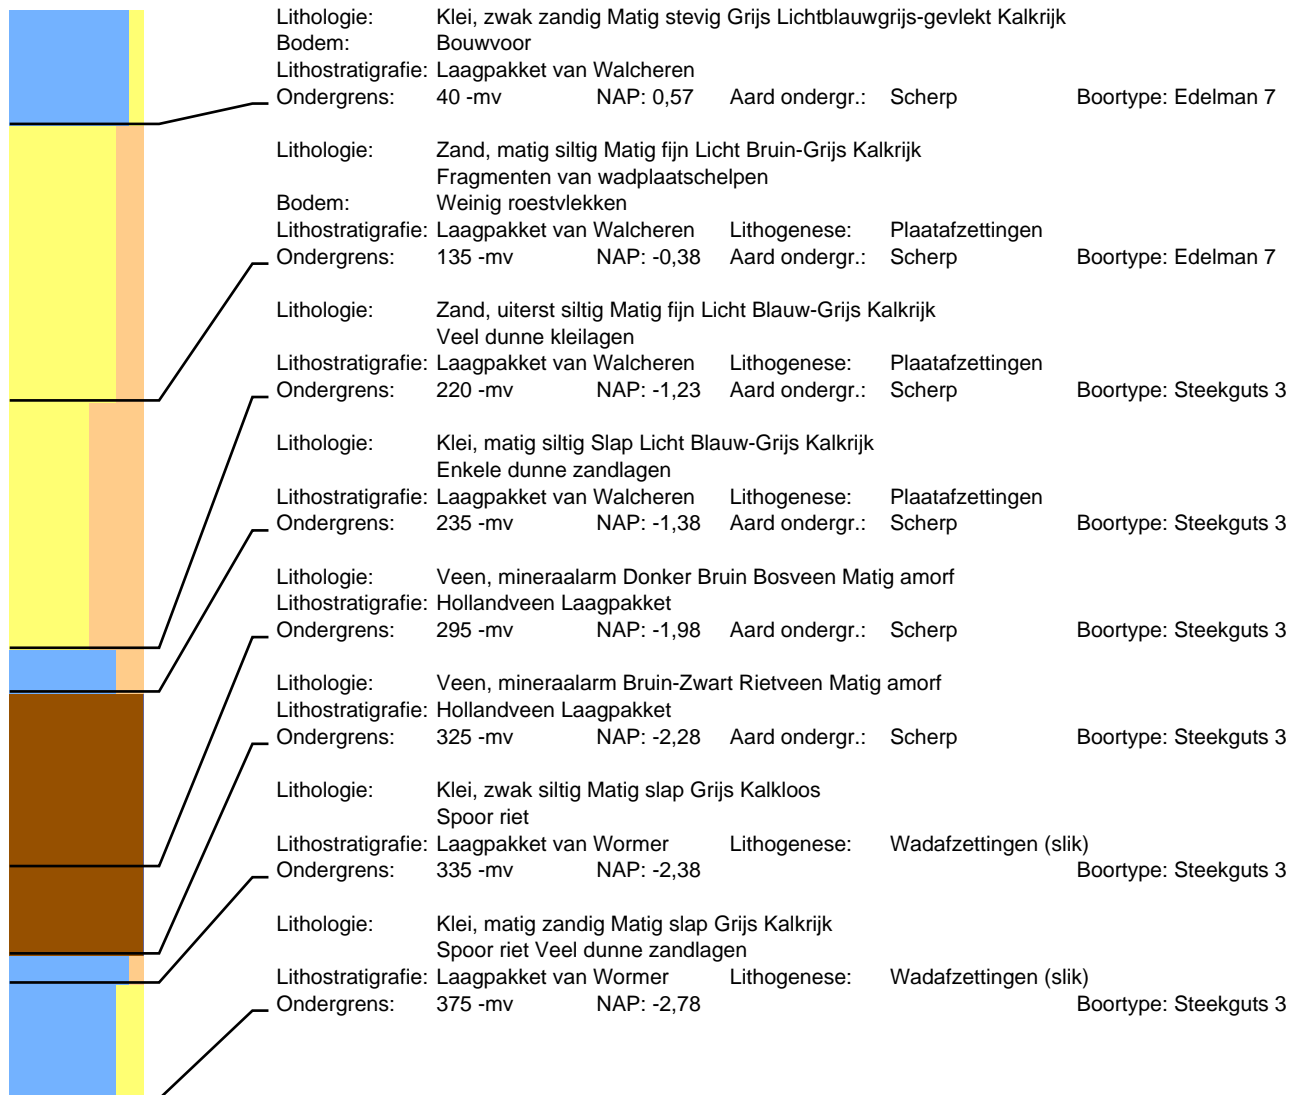 Lithologie: Klei, zwak zandig Matig stevig Grijs Lichtblauwgrijs-gevlekt Kalkrijk
Bodem: Bouwvoor
Lithostratigrafie: Laagpakket van Walcheren
Ondergrens: 40 -mv NAP: 0,57 Aard ondergr.: Scherp Boortype: Edelman 7
Lithologie: Zand, matig siltig Matig fijn Licht Bruin-Grijs Kalkrijk
Fragmenten van wadplaatschelpen
Bodem: Weinig roestvlekken
Lithostratigrafie: Laagpakket van Walcheren Lithogenese: Plaatafzettingen
Ondergrens: 135 -mv NAP: -0,38 Aard ondergr.: Scherp Boortype: Edelman 7
Lithologie: Zand, uiterst siltig Matig fijn Licht Blauw-Grijs Kalkrijk
Veel dunne kleilagen
Lithostratigrafie: Laagpakket van Walcheren Lithogenese: Plaatafzettingen
Ondergrens: 220 -mv NAP: -1,23 Aard ondergr.: Scherp Boortype: Steekguts 3
Lithologie: Klei, matig siltig Slap Licht Blauw-Grijs Kalkrijk
Enkele dunne zandlagen
Lithostratigrafie: Laagpakket van Walcheren Lithogenese: Plaatafzettingen
Ondergrens: 235 -mv NAP: -1,38 Aard ondergr.: Scherp Boortype: Steekguts 3
Lithologie: Veen, mineraalarm Donker Bruin Bosveen Matig amorf
Lithostratigrafie: Hollandveen Laagpakket
Ondergrens: 295 -mv NAP: -1,98 Aard ondergr.: Scherp Boortype: Steekguts 3
Lithologie: Veen, mineraalarm Bruin-Zwart Rietveen Matig amorf
Lithostratigrafie: Hollandveen Laagpakket
Ondergrens: 325 -mv NAP: -2,28 Aard ondergr.: Scherp Boortype: Steekguts 3
Lithologie: Klei, zwak siltig Matig slap Grijs Kalkloos
Spoor riet
Lithostratigrafie: Laagpakket van Wormer Lithogenese: Wadafzettingen (slik)
Ondergrens: 335 -mv NAP: -2,38 Boortype: Steekguts 3
Lithologie: Klei, matig zandig Matig slap Grijs Kalkrijk
Spoor riet Veel dunne zandlagen
Lithostratigrafie: Laagpakket van Wormer Lithogenese: Wadafzettingen (slik)
Ondergrens: 375 -mv NAP: -2,78 Boortype: Steekguts 3